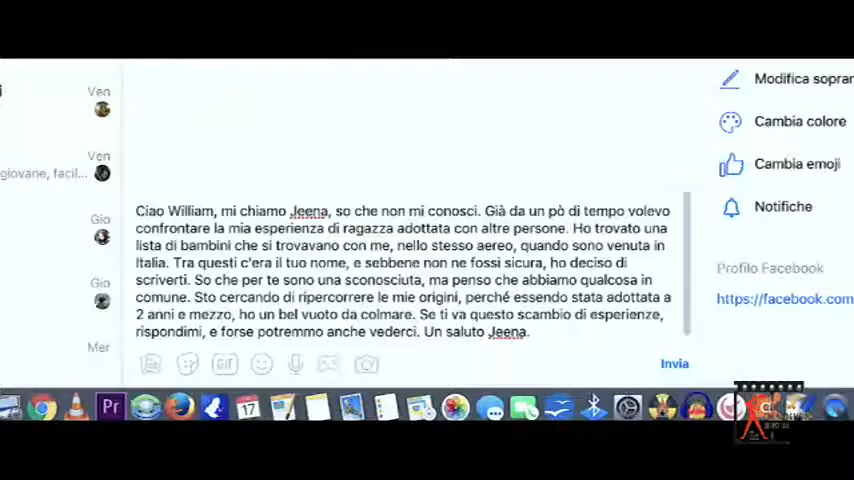 Ven
Modifica sopran
Cambia colore
Ven
giovane, facil...
Cambia emoji
Gio
Notifiche
Ciao William, mi chiamo Jeena, so che non mi conosci. Già da un pò di tempo volevo
confrontare la mia esperienza di ragazza adottata con altre persone. Ho trovato una
lista di bambini che si trovavano con me, nello stesso aereo, quando sono venuta in
Italia. Tra questi c'era il tuo nome, e sebbene non ne fossi sicura, ho deciso di
scriverti. So che per te sono una sconosciuta, ma penso che abbiamo qualcosa in
comune. Sto cercando di ripercorrere le mie origini, perché essendo stata adottata a
2 anni e mezzo, ho un bel vuoto da colmare. Se ti va questo scambio di esperienze,
rispondimi, e forse potremmo anche vederci. Un saluto Jeena.
Gio
Profilo Facebook
https://facebook.com
Mer
GIF
Invia
Pr
17